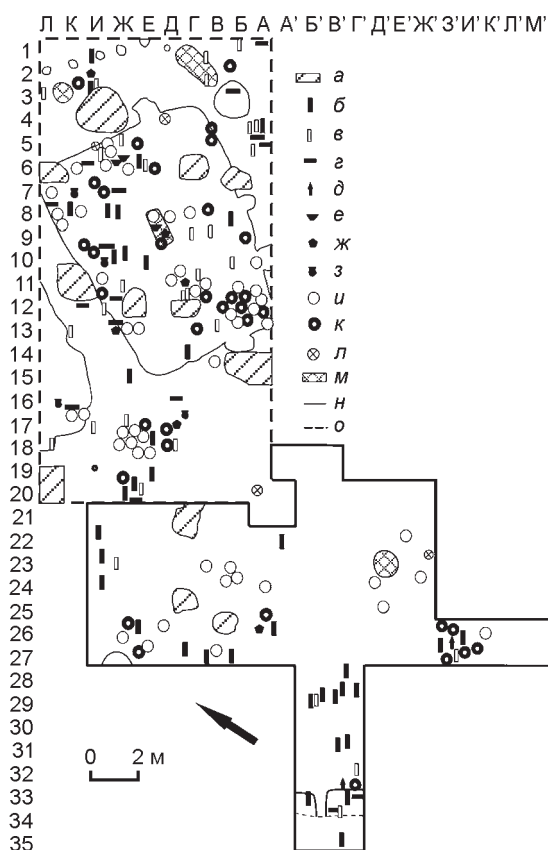 Л К И Ж Е Д Г В Б А А' Б' В' Г' Д' Е' Ж' З' И' К' Л' М'
1
2
3
4
5
6
7
8
9
10
11
12
13
14
15
16
17
18
19
20
21
22
23
24
25
26
27
28
29
30
31
32
33
34
35
а
б
в
г
д
е
ж
з
и
к
л
м
н
о
0 2 м